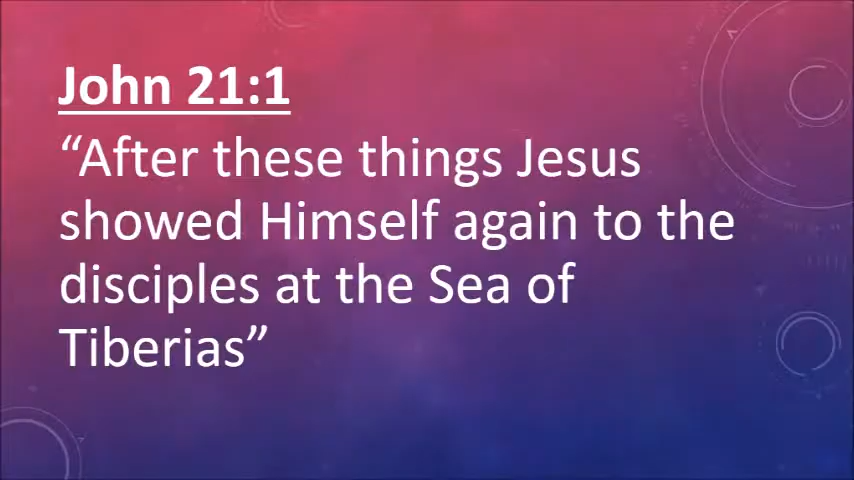 John 21:1
“After these things Jesus
showed Himself again to the
disciples at the Sea of
Tiberias”